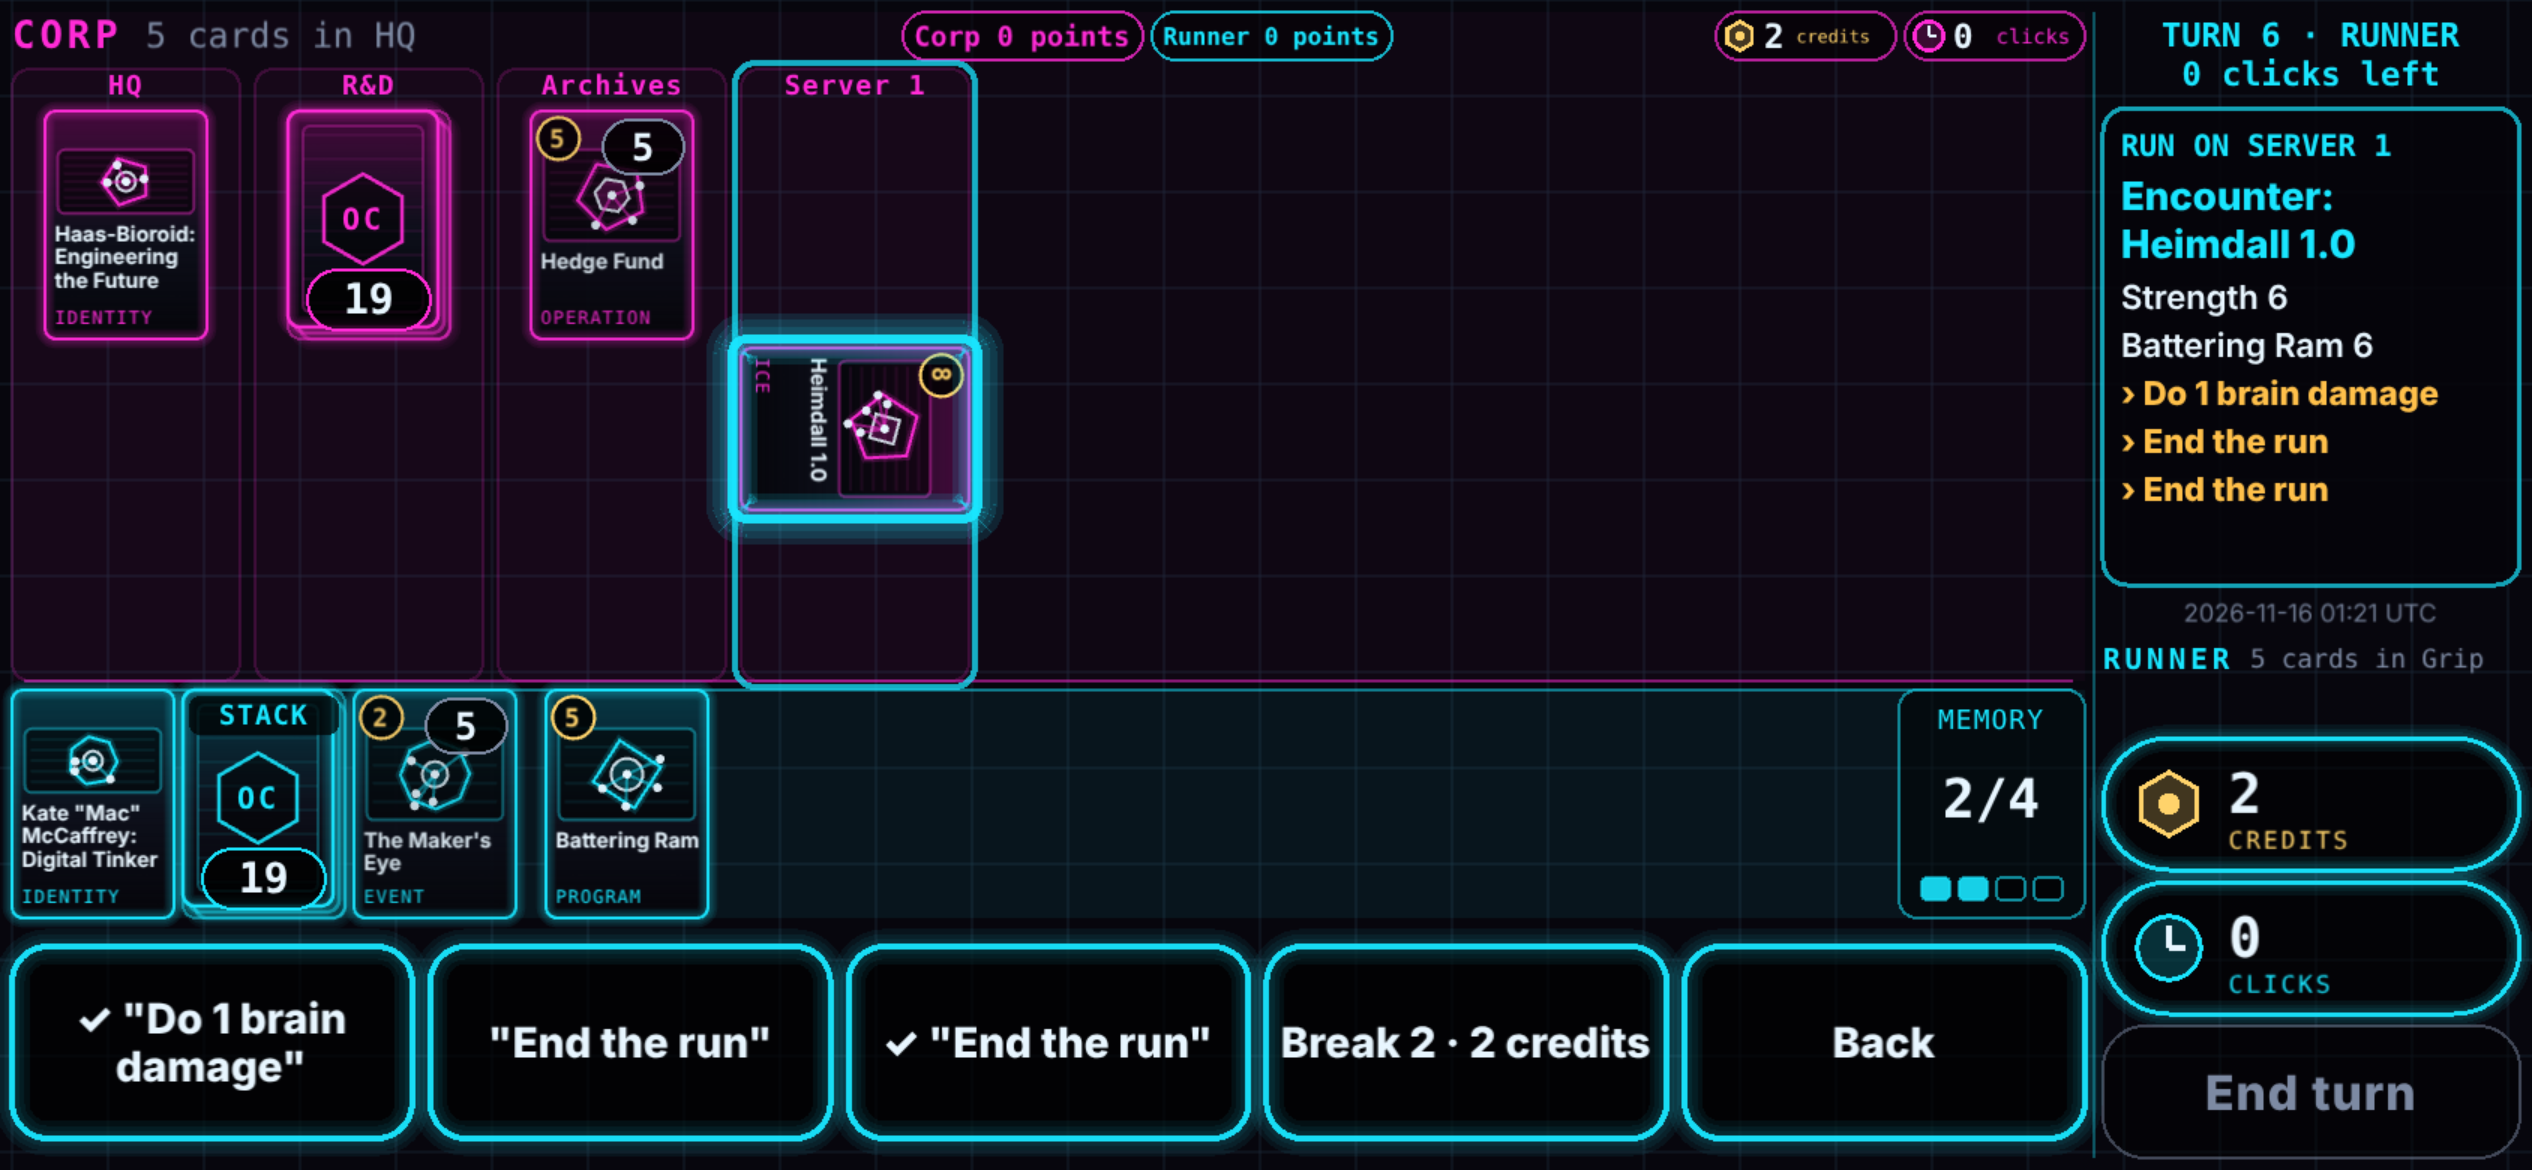 CORP 5 cards in HQ
Corp 0 points
Runner 0 points
2 credits
0 clicks
TURN 6 · RUNNER
0 clicks left
HQ
R&D
Archives
Server 1
Haas-Bioroid:
Engineering
the Future
IDENTITY
OC
19
5
5
Hedge Fund
OPERATION
8
Heimdall 1.0
ICE
RUN ON SERVER 1
Encounter:
Heimdall 1.0
Strength 6
Battering Ram 6
› Do 1 brain damage
› End the run
› End the run
2026-11-16 01:21 UTC
RUNNER 5 cards in Grip
Kate "Mac"
McCaffrey:
Digital Tinker
IDENTITY
STACK
OC
19
2
5
The Maker's
Eye
EVENT
5
Battering Ram
PROGRAM
MEMORY
2/4
2
CREDITS
0
CLICKS
✓ "Do 1 brain
damage"
"End the run"
✓ "End the run"
Break 2 · 2 credits
Back
End turn